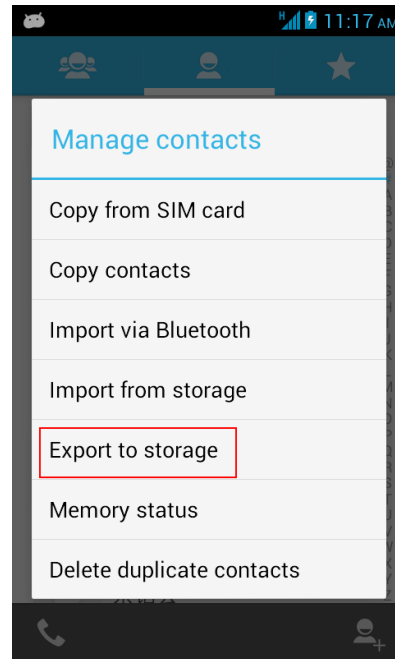 H
11:17 AM
Manage contacts
Copy from SIM card
Copy contacts
Import via Bluetooth
Import from storage
Export to storage
Memory status
Delete duplicate contacts